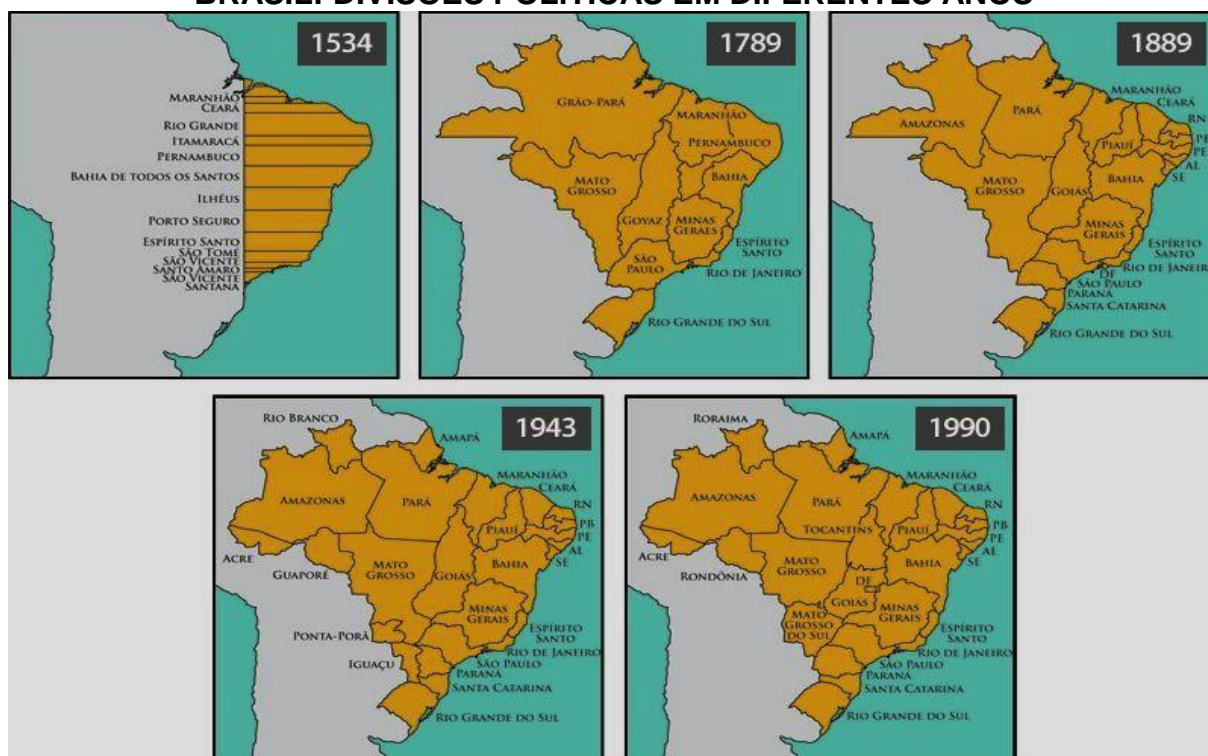 BRASIL: DIVISÕES POLÍTICAS EM DIFERENTES ANOS
1534
MARANHÃO
CEARÁ
RIO GRANDE
ITAMARACÁ
PERNAMBUCO
BAHIA DE TODOS OS SANTOS
ILHÉUS
PORTO SEGURO
ESPÍRITO SANTO
SÃO TOMÉ
SÃO VICENTE
SANTO AMARO
SÃO VICENTE
SANTANA
1789
GRÃO-PARÁ
MARANHÃO
PERNAMBUCO
BAHIA
MATO
GROSSO
GOYAZ
MINAS
GERAES
ESPÍRITO
SANTO
SÃO
PAULO
RIO DE JANEIRO
RIO GRANDE DO SUL
1889
MARANHÃO
CEARÁ
RN
PB
PE
AL
SE
AMAZONAS
PARÁ
PIAUÍ
BAHIA
MATO
GROSSO
GOIÁS
MINAS
GERAIS
ESPÍRITO
SANTO
RIO DE JANEIR
DF
SÃO PAULO
PARANÁ
SANTA CATARINA
RIO GRANDE DO SUL
1943
RIO BRANCO
AMAPÁ
MARANHÃO
CEARÁ
RN
PB
PE
AL
SE
AMAZONAS
PARÁ
PIAUÍ
ACRE
GUAPORÉ
MATO
GROSSO
GOIÁS
BAHIA
MINAS
GERAIS
ESPÍRITO
SANTO
PONTA-PORÃ
IGUAÇU
RIO DE JANEIRO
SÃO PAULO
PARANÁ
SANTA CATARINA
RIO GRANDE DO SUL
1990
RORAIMA
AMAPÁ
MARANHÃO
CEARÁ
RN
PB
PE
AL
SE
AMAZONAS
PARÁ
TOCANTINS
PIAUÍ
ACRE
RONDÔNIA
MATO
GROSSO
BAHIA
DF
GOIÁS
MINAS
GERAIS
MATO
GROSSO
DO SUL
ESPÍRITO
SANTO
RIO DE JANEIRO
SÃO PAULO
PARANÁ
SANTA CATARINA
RIO GRANDE DO SUL